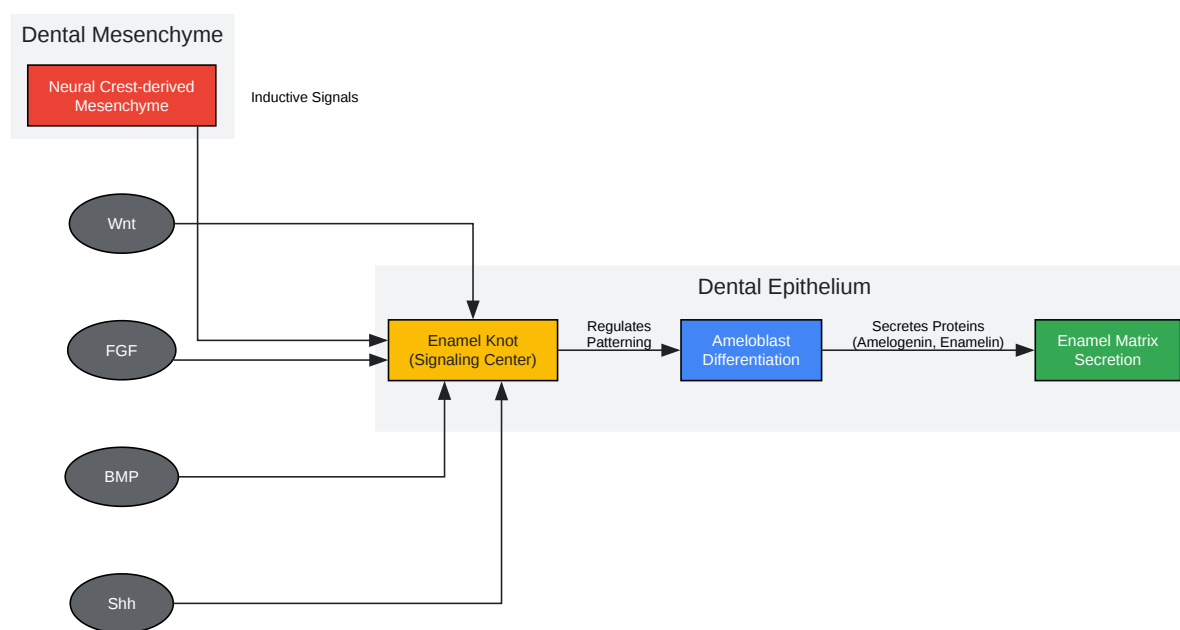 Dental Mesenchyme
Neural Crest-derived
Mesenchyme
Inductive Signals
Wnt
Dental Epithelium
FGF
Enamel Knot
(Signaling Center)
Regulates
Patterning
Ameloblast
Differentiation
Secretes Proteins
(Amelogenin, Enamelin)
Enamel Matrix
Secretion
BMP
Shh